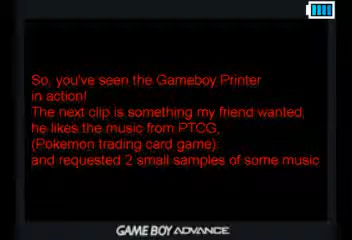 So, you've seen the Gameboy Printer
in action!
The next clip is something my friend wanted,
he likes the music from PTCG,
(Pokemon trading card game)
and requested 2 small samples of some music
GAME BOY ADVANCE